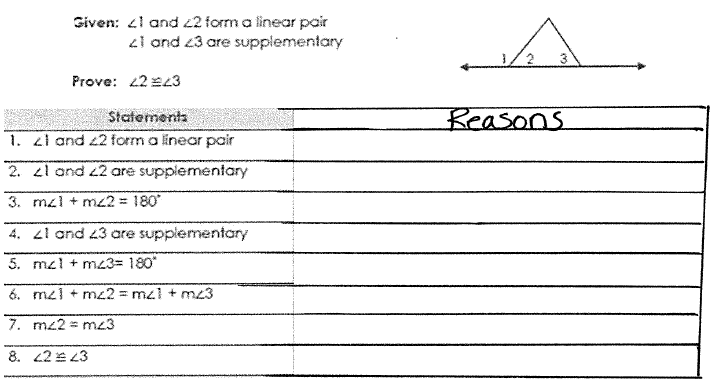 Given: ∠1 and ∠2 form a linear pair
∠1 and ∠3 are supplementary
Prove: ∠2 ≅ ∠3
1 2 3
Statements Reasons
1. ∠1 and ∠2 form a linear pair
2. ∠1 and ∠2 are supplementary
3. m∠1 + m∠2 = 180°
4. ∠1 and ∠3 are supplementary
5. m∠1 + m∠3= 180°
6. m∠1 + m∠2 = m∠1 + m∠3
7. m∠2 = m∠3
8. ∠2 ≅ ∠3